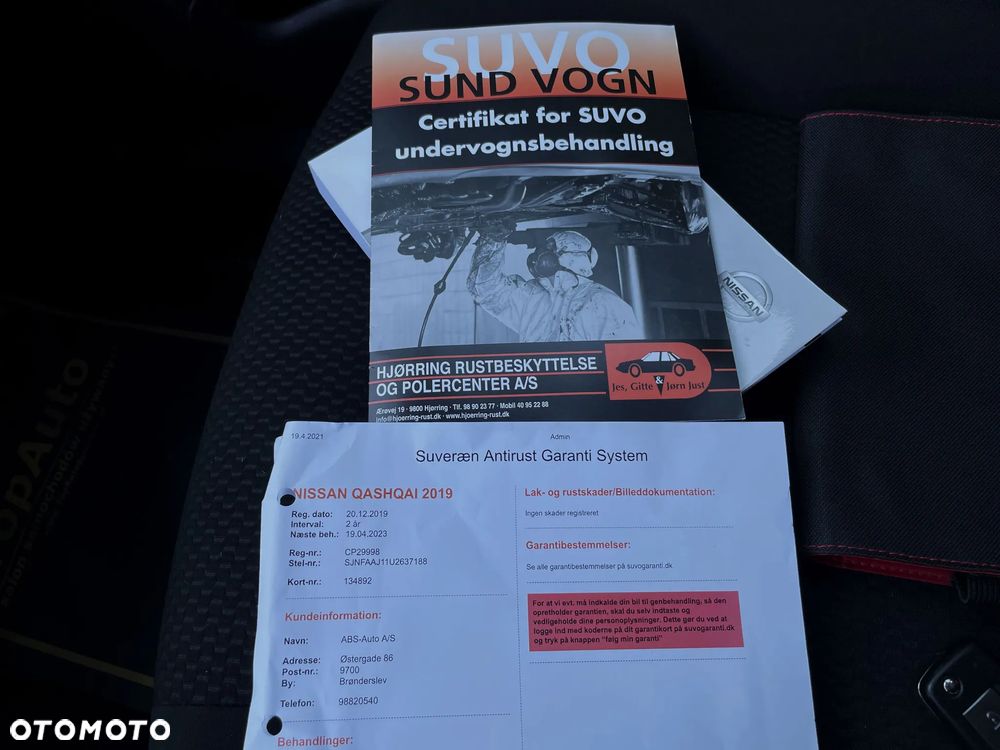 SUVO
SUND VOGN
Certifikat for SUVO
undervognsbehandling
NISSAN
HJØRRING RUSTBESKYTTELSE
OG POLERCENTER A/S
Jes, Gitte & Jørn Just
Ærøvej 19 · 9800 Hjørring · Tlf. 98 90 23 77 · Mobil 40 95 22 88
info@hjoerring-rust.dk · www.hjoerring-rust.dk
TopAuto
salon samochodów używanych
19.4.2021
Admin
Suveræn Antirust Garanti System
NISSAN QASHQAI 2019
Reg. dato: 20.12.2019
Interval: 2 år
Næste beh.: 19.04.2023
Reg-nr.: CP29998
Stel-nr.: SJNFAAJ11U2637188
Kort-nr.: 134892
Kundeinformation:
Navn: ABS-Auto A/S
Adresse: Østergade 86
Post-nr.: 9700
By: Brønderslev
Telefon: 98820540
Behandlinger:
Lak- og rustskader/Billeddokumentation:
Ingen skader registreret
Garantibestemmelser:
Se alle garantibestemmelser på suvogaranti.dk
For at vi evt. må indkalde din bil til genbehandling, så den
opretholder garantien, skal du selv indtaste og
vedligeholde dine personoplysninger. Dette gør du ved at
logge ind med koderne på dit garantikort på suvogaranti.dk
og tryk på knappen "følg min garanti"
OTOMOTO